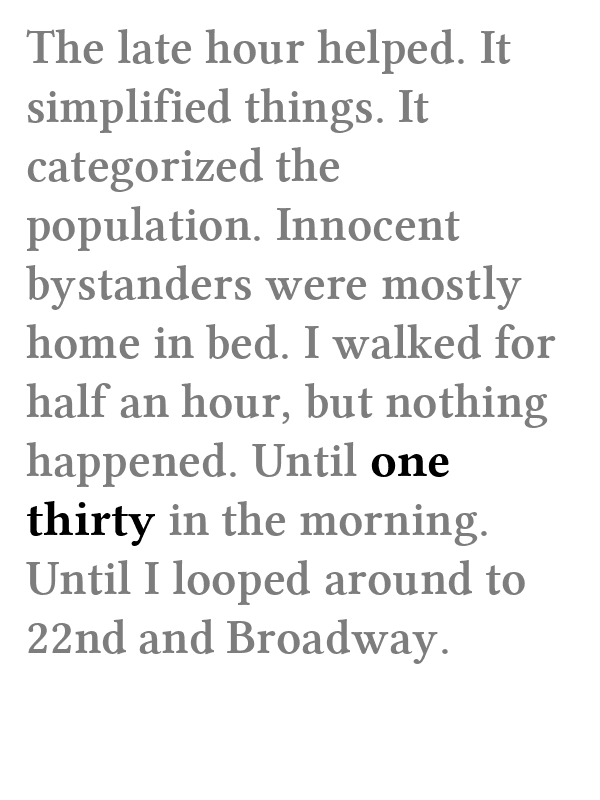 The late hour helped. It
simplified things. It
categorized the
population. Innocent
bystanders were mostly
home in bed. I walked for
half an hour, but nothing
happened. Until one
thirty in the morning.
Until I looped around to
22nd and Broadway.